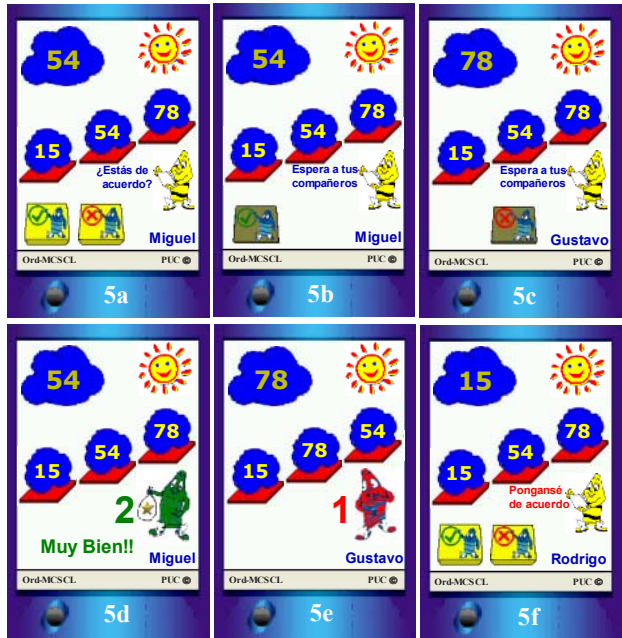 54
78
54
15
¿Estás de
acuerdo?
Miguel
Ord-MCSCL PUC ©
5a
54
78
54
15
Espera a tus
compañeros
Miguel
Ord-MCSCL PUC ©
5b
78
78
54
15
Espera a tus
compañeros
Gustavo
Ord-MCSCL PUC ©
5c
54
78
54
15
2
Muy Bien!!
Miguel
Ord-MCSCL PUC ©
5d
78
54
78
15
1
Gustavo
Ord-MCSCL PUC ©
5e
15
78
54
15
Pongansé
de acuerdo
Rodrigo
Ord-MCSCL PUC ©
5f